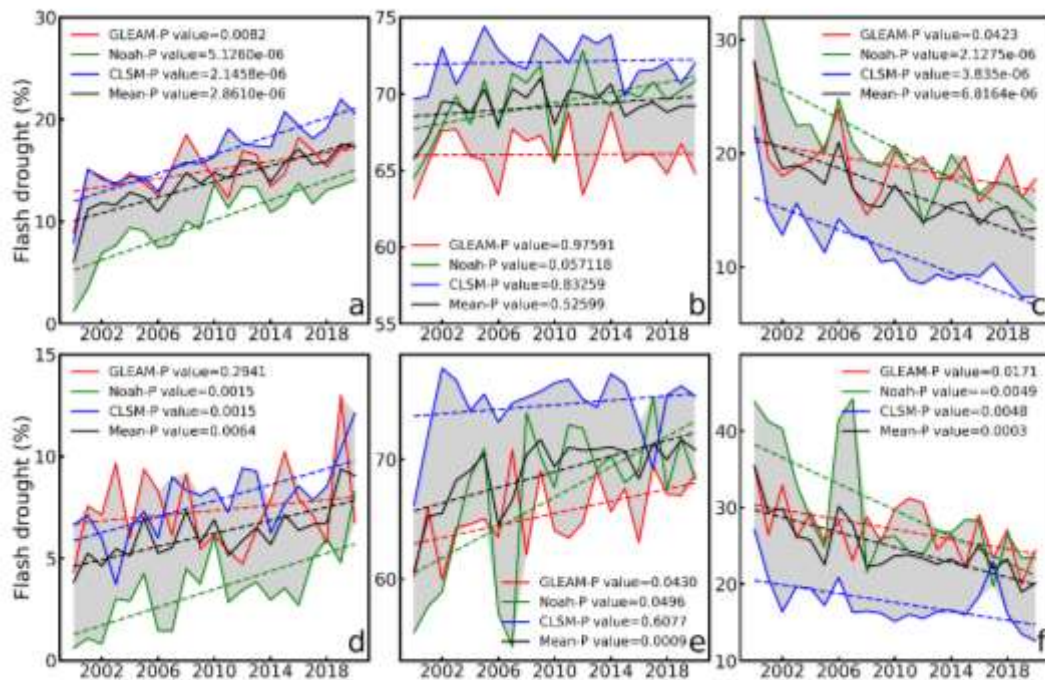 30
20
10
0
Flash drought (%)
GLEAM-P value=0.0082
Noah-P value=5.1260e-06
CLSM-P value=2.1458e-06
Mean-P value=2.8610e-06
a
2002 2006 2010 2014 2018
75
70
65
60
55
GLEAM-P value=0.97591
Noah-P value=0.057118
CLSM-P value=0.83259
Mean-P value=0.52599
b
2002 2006 2010 2014 2018
30
20
10
GLEAM-P value=0.0423
Noah-P value=2.1275e-06
CLSM-P value=3.835e-06
Mean-P value=6.8164e-06
c
2002 2006 2010 2014 2018
15
10
5
0
Flash drought (%)
GLEAM-P value=0.2941
Noah-P value=0.0015
CLSM-P value=0.0015
Mean-P value=0.0064
d
2002 2006 2010 2014 2018
70
60
GLEAM-P value=0.0430
Noah-P value=0.0496
CLSM-P value=0.6077
Mean-P value=0.0009
e
2002 2006 2010 2014 2018
40
30
20
10
GLEAM-P value=0.0171
Noah-P value==0.0049
CLSM-P value=0.0048
Mean-P value=0.0003
f
2002 2006 2010 2014 2018